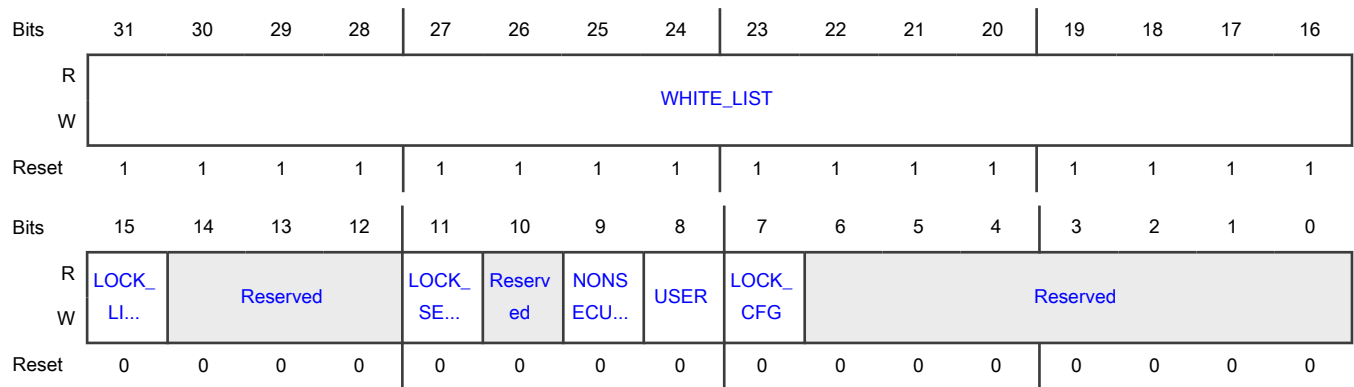 Bits 31 30 29 28 27 26 25 24 23 22 21 20 19 18 17 16
R
WHITE_LIST
W
Reset 1 1 1 1 1 1 1 1 1 1 1 1 1 1 1 1
Bits 15 14 13 12 11 10 9 8 7 6 5 4 3 2 1 0
R LOCK_ LOCK_ Reserv NONS LOCK_
Reserved USER Reserved
W LI... SE... ed ECU... CFG
Reset 0 0 0 0 0 0 0 0 0 0 0 0 0 0 0 0